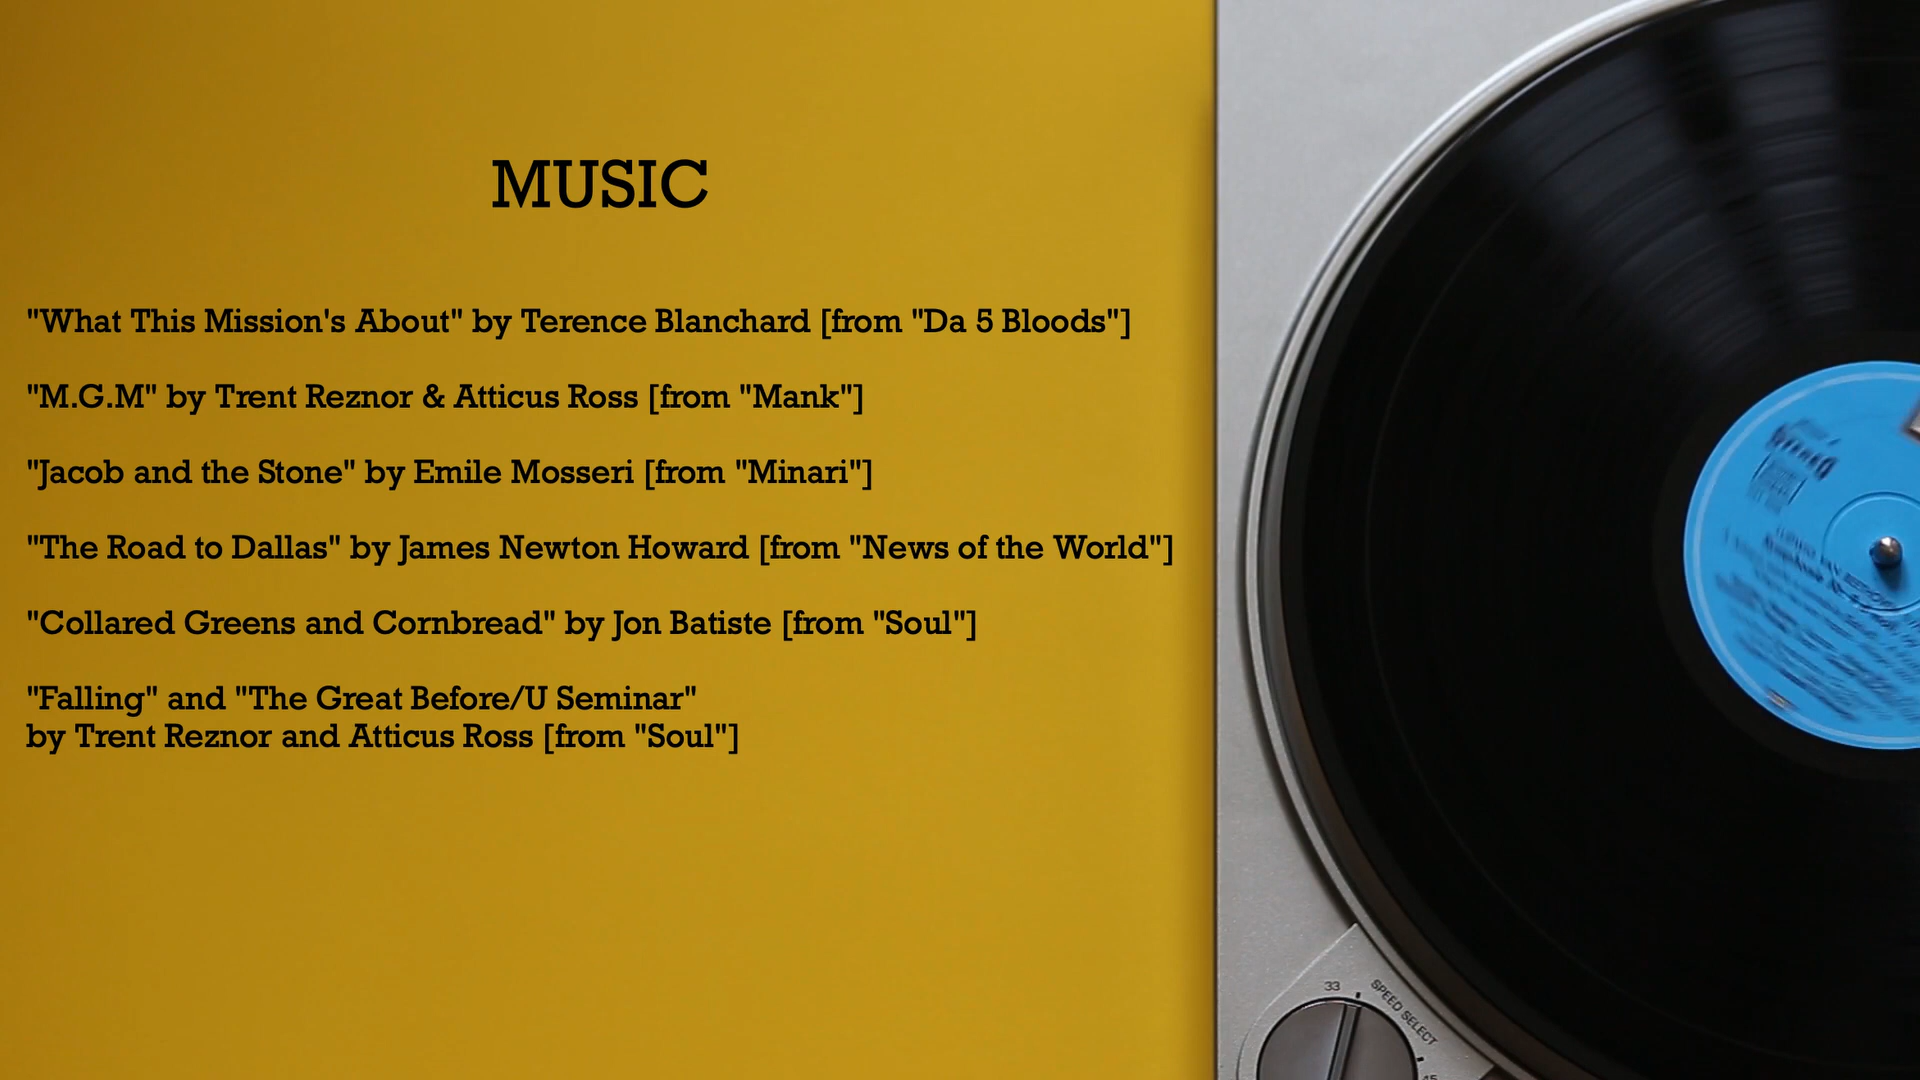 MUSIC
"What This Mission's About" by Terence Blanchard [from "Da 5 Bloods"]
"M.G.M" by Trent Reznor & Atticus Ross [from "Mank"]
"Jacob and the Stone" by Emile Mosseri [from "Minari"]
"The Road to Dallas" by James Newton Howard [from "News of the World"]
"Collared Greens and Cornbread" by Jon Batiste [from "Soul"]
"Falling" and "The Great Before/U Seminar"
by Trent Reznor and Atticus Ross [from "Soul"]
33
SPEED SELECT
45